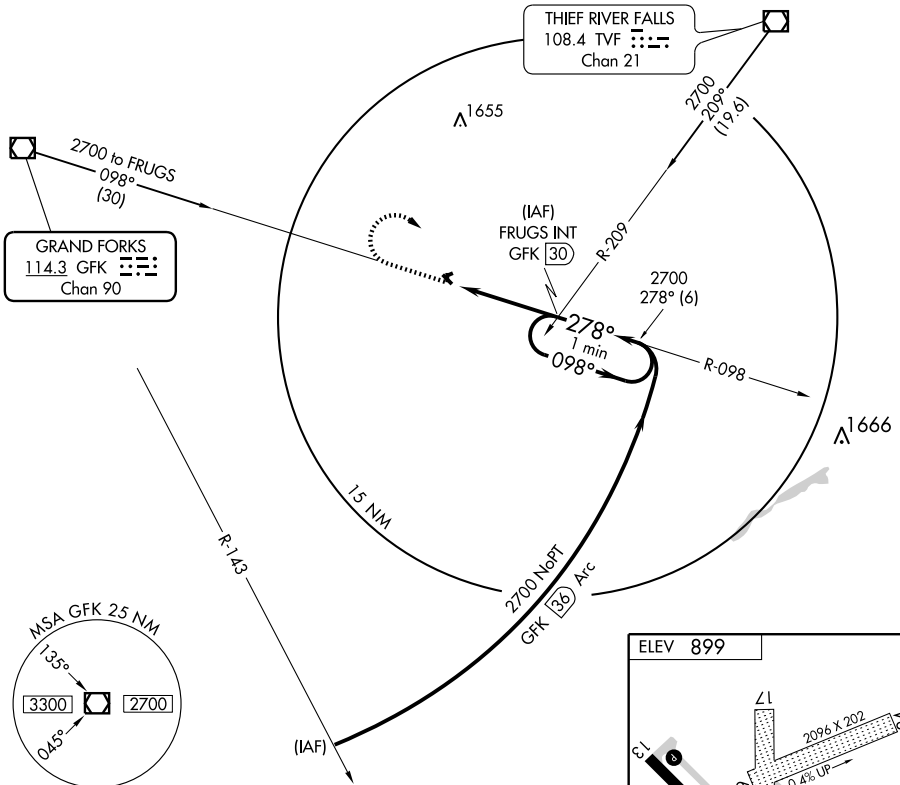 THIEF RIVER FALLS
108.4 TVF
Chan 21
2700
209°
(19.6)
1655
2700 to FRUGS
098°
(30)
GRAND FORKS
114.3 GFK
Chan 90
(IAF)
FRUGS INT
GFK 30
R-209
2700
278° (6)
278°
1 min
098°
R-098
1666
15 NM
R-143
2700 NoPT
GFK 36 Arc
(IAF)
MSA GFK 25 NM
135°
3300
2700
045°
ELEV 899
17
2096 X 202
13
P
0.4% UP